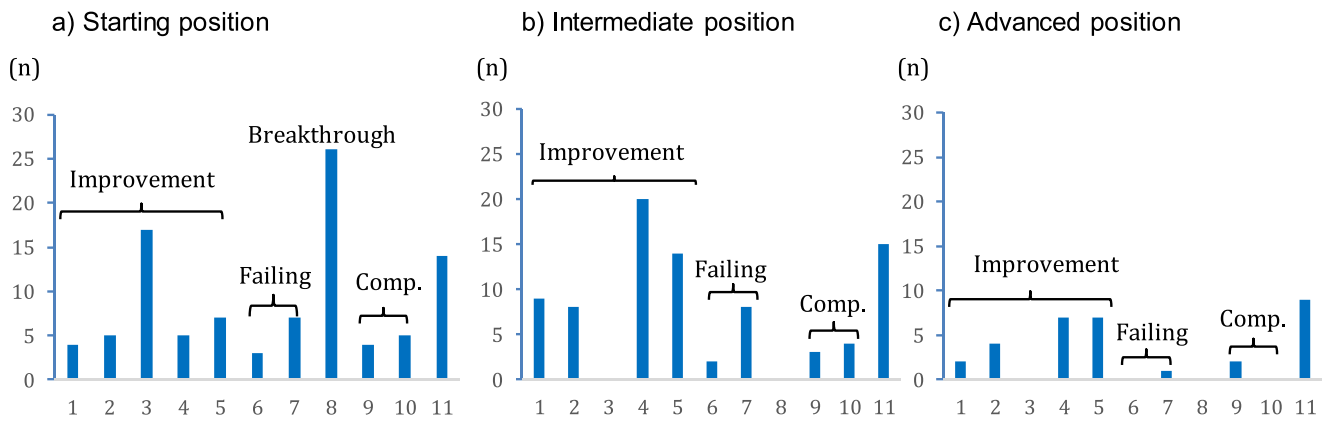 a) Starting position
(n)
30
25
20
15
10
5
0
Breakthrough
Improvement
Failing
Comp.
1 2 3 4 5 6 7 8 9 10 11
b) Intermediate position
(n)
30
25
20
15
10
5
0
Improvement
Failing
Comp.
1 2 3 4 5 6 7 8 9 10 11
c) Advanced position
(n)
30
25
20
15
10
5
0
Improvement
Failing
Comp.
1 2 3 4 5 6 7 8 9 10 11